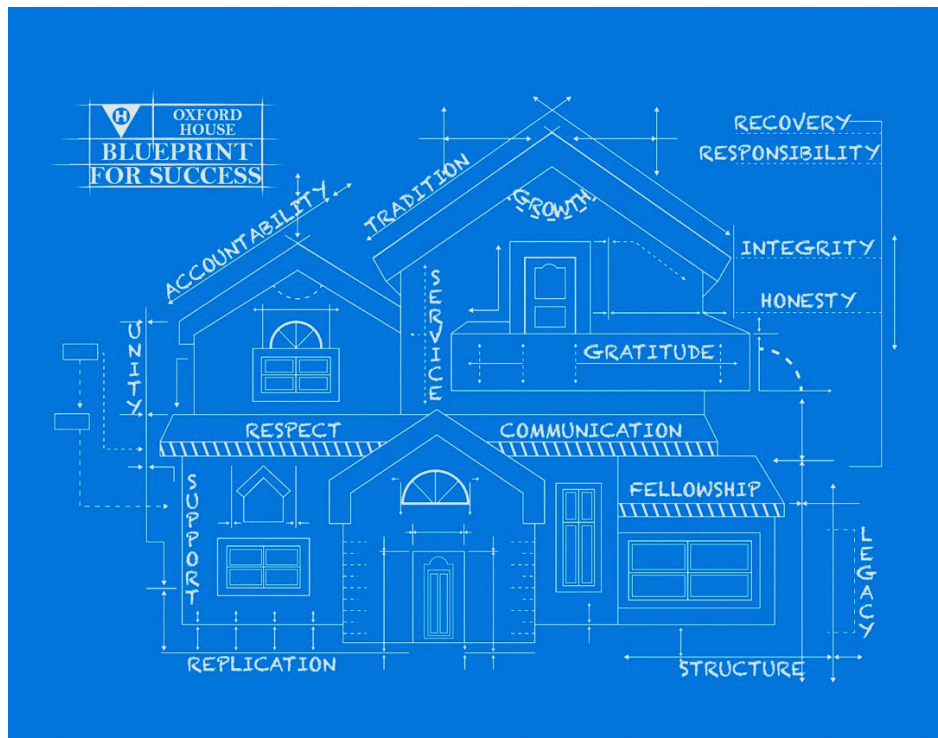 H
OXFORD
HOUSE
BLUEPRINT
FOR SUCCESS
RECOVERY
RESPONSIBILITY
TRADITION
GROWTH
ACCOUNTABILITY
INTEGRITY
SERVICE
HONESTY
UNITY
GRATITUDE
RESPECT
COMMUNICATION
SUPPORT
FELLOWSHIP
LEGACY
REPLICATION
STRUCTURE